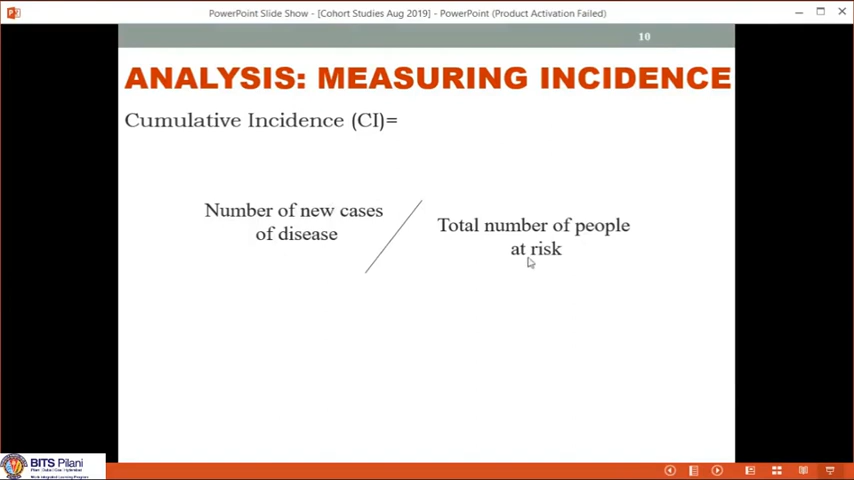 PowerPoint Slide Show - [Cohort Studies Aug 2019] - PowerPoint (Product Activation Failed)
10
ANALYSIS: MEASURING INCIDENCE
Cumulative Incidence (CI)=
Number of new cases
of disease
Total number of people
at risk
BITS Pilani